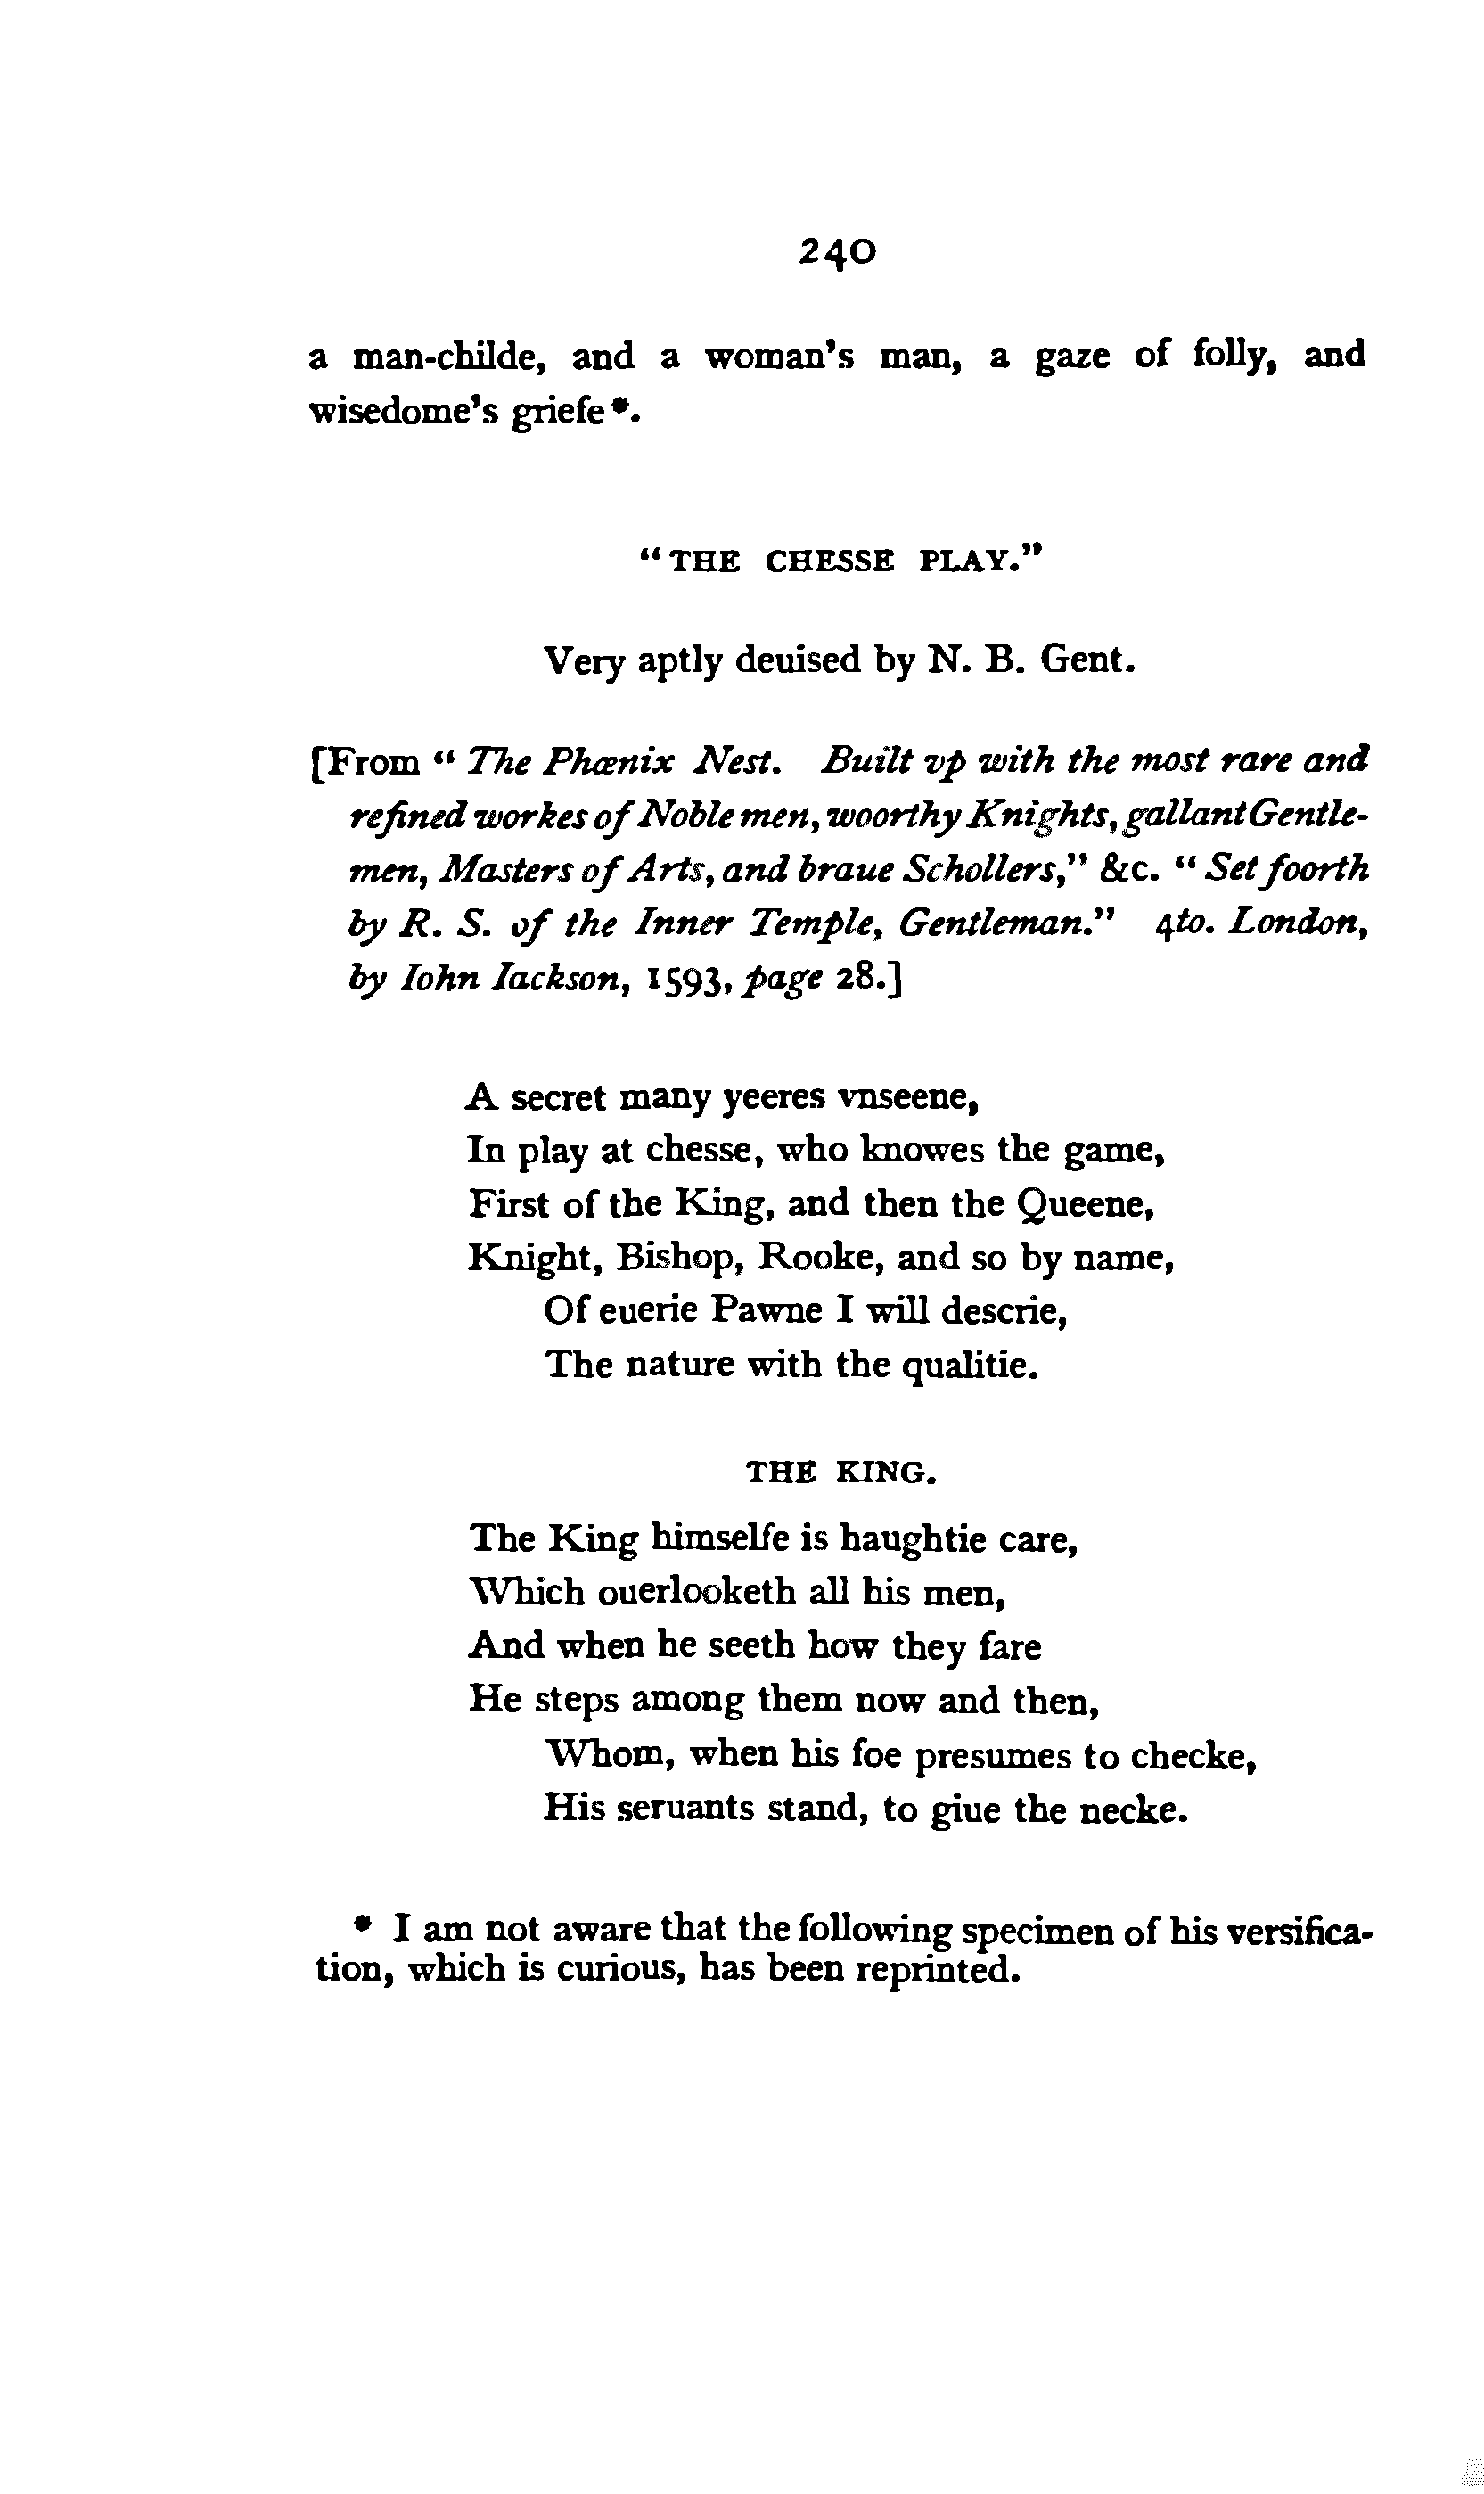 240
a man-childe, and a woman's man, a gaze of folly, and
wisedome's griefe*.
"THE CHESSE PLAY."
Very aptly deuised by N. B. Gent.
[From "The Phœnix Nest. Built vp with the most rare and
refined workes of Noble men, woorthy Knights, gallant Gentle-
men, Masters of Arts, and braue Schollers," &c. "Set foorth
by R. S. of the Inner Temple, Gentleman." 4to. London,
by Iohn Iackson, 1593, page 28.]
A secret many yeeres vnseene,
In play at chesse, who knowes the game,
First of the King, and then the Queene,
Knight, Bishop, Rooke, and so by name,
Of euerie Pawne I will descrie,
The nature with the qualitie.
THE KING.
The King himselfe is haughtie care,
Which ouerlooketh all his men,
And when he seeth how they fare
He steps among them now and then,
Whom, when his foe presumes to checke,
His seruants stand, to giue the necke.
* I am not aware that the following specimen of his versifica-
tion, which is curious, has been reprinted.